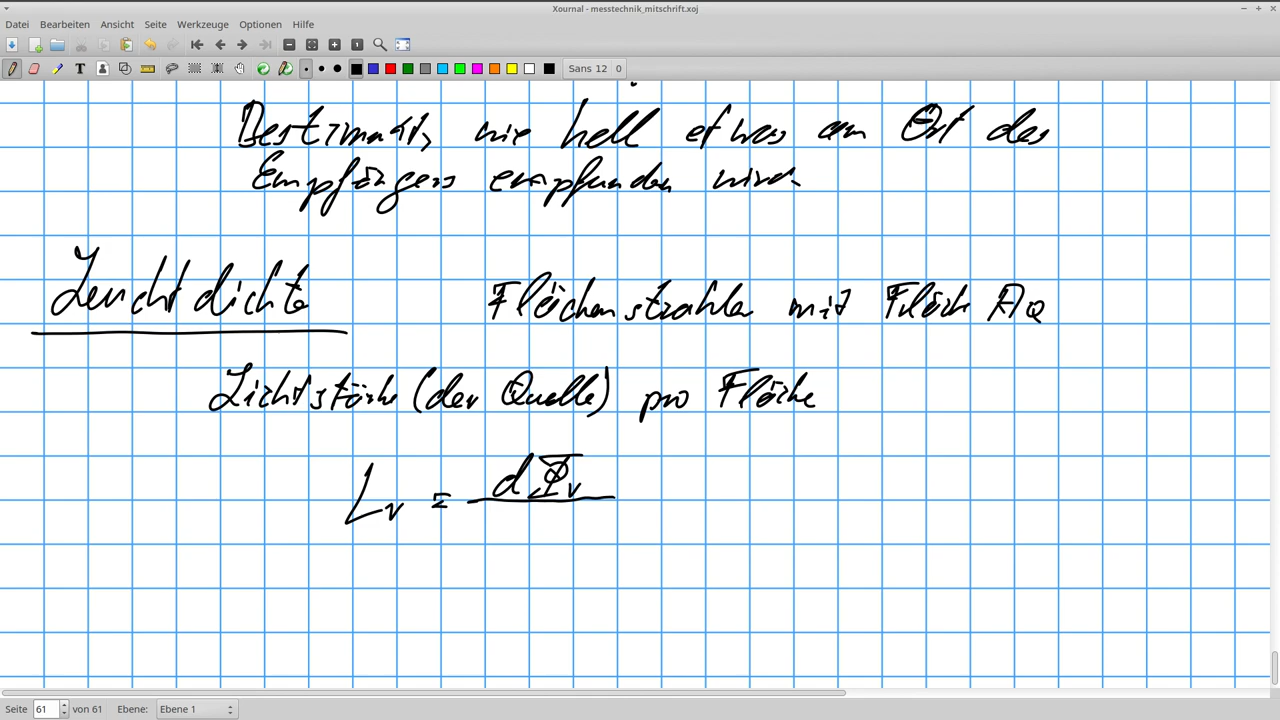 Xournal - messtechnik_mitschrift.xoj
Datei Bearbeiten Ansicht Seite Werkzeuge Optionen Hilfe
T Sans 12 0
Bestimmt, wie hell etwas am Ort des
Empfängers empfunden wird
Leuchtdichte Flächenstrahler mit Fläche A_Q
Lichtstärke (der Quelle) pro Fläche
L_v = dΦ_v
Seite 61 von 61 Ebene: Ebene 1